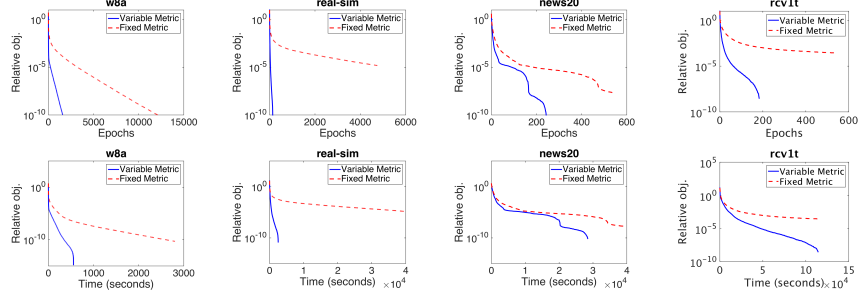 w8a
Relative obj.
10^0
10^-5
10^-10
0
5000
10000
15000
Epochs
Variable Metric
Fixed Metric
real-sim
Relative obj.
10^0
10^-5
10^-10
0
2000
4000
6000
Epochs
Variable Metric
Fixed Metric
news20
Relative obj.
10^0
10^-5
10^-10
0
200
400
600
Epochs
Variable Metric
Fixed Metric
rcv1t
Relative obj.
10^0
10^-5
10^-10
0
200
400
600
Epochs
Variable Metric
Fixed Metric
w8a
Relative obj.
10^0
10^-10
0
1000
2000
3000
Time (seconds)
Variable Metric
Fixed Metric
real-sim
Relative obj.
10^0
10^-10
0
1
2
3
4
Time (seconds)
×10^4
Variable Metric
Fixed Metric
news20
Relative obj.
10^0
10^-10
0
1
2
3
4
Time (seconds)
×10^4
Variable Metric
Fixed Metric
rcv1t
Relative obj.
10^5
10^0
10^-5
10^-10
0
5
10
15
Time (seconds)
×10^4
Variable Metric
Fixed Metric